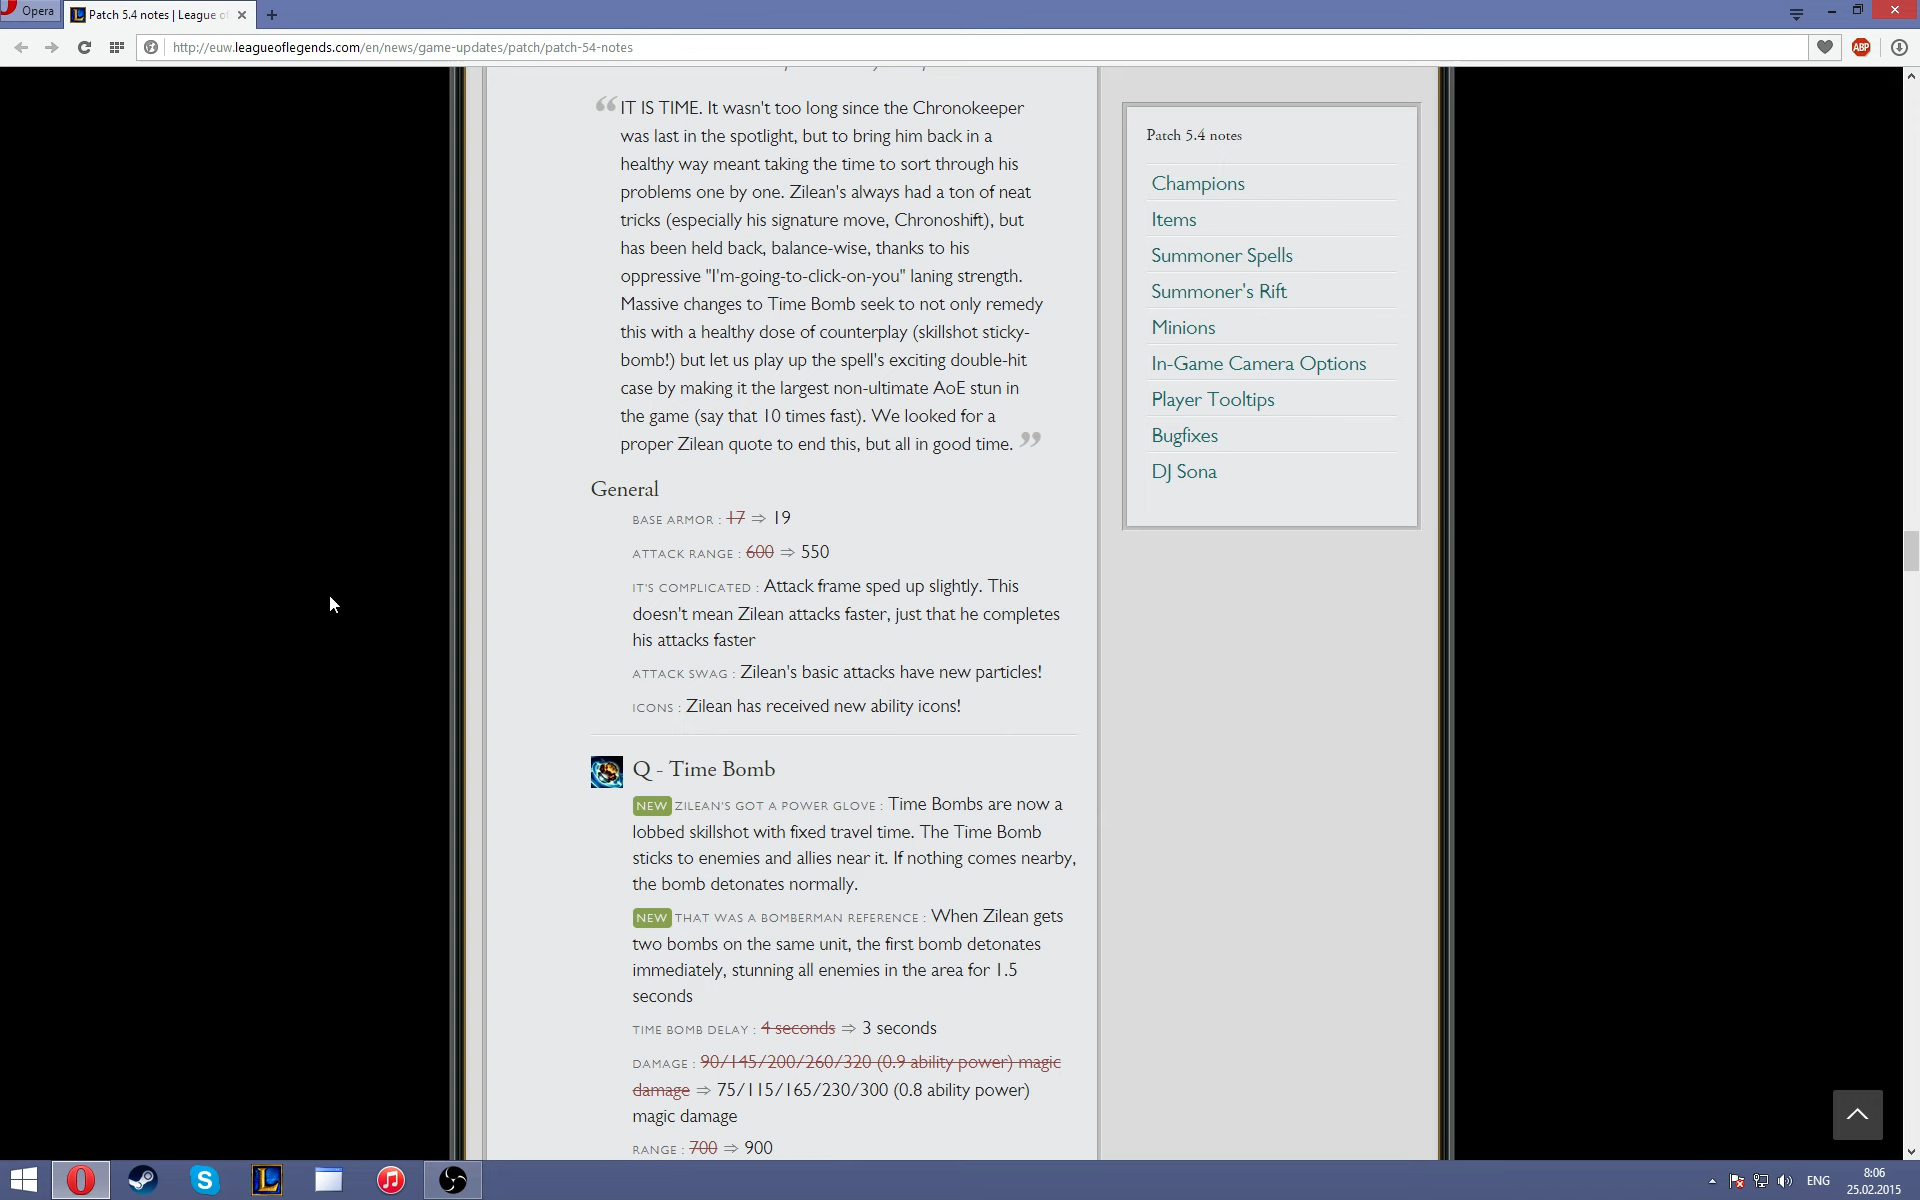 Opera
Patch 5.4 notes | League of
http://euw.leagueoflegends.com/en/news/game-updates/patch/patch-54-notes
ABP
“ IT IS TIME. It wasn't too long since the Chronokeeper
was last in the spotlight, but to bring him back in a
healthy way meant taking the time to sort through his
problems one by one. Zilean's always had a ton of neat
tricks (especially his signature move, Chronoshift), but
has been held back, balance-wise, thanks to his
oppressive "I'm-going-to-click-on-you" laning strength.
Massive changes to Time Bomb seek to not only remedy
this with a healthy dose of counterplay (skillshot sticky-
bomb!) but let us play up the spell's exciting double-hit
case by making it the largest non-ultimate AoE stun in
the game (say that 10 times fast). We looked for a
proper Zilean quote to end this, but all in good time. ”
General
BASE ARMOR : 17 ⇒ 19
ATTACK RANGE : 600 ⇒ 550
IT'S COMPLICATED : Attack frame sped up slightly. This
doesn't mean Zilean attacks faster, just that he completes
his attacks faster
ATTACK SWAG : Zilean's basic attacks have new particles!
ICONS : Zilean has received new ability icons!
Q - Time Bomb
NEW ZILEAN'S GOT A POWER GLOVE : Time Bombs are now a
lobbed skillshot with fixed travel time. The Time Bomb
sticks to enemies and allies near it. If nothing comes nearby,
the bomb detonates normally.
NEW THAT WAS A BOMBERMAN REFERENCE : When Zilean gets
two bombs on the same unit, the first bomb detonates
immediately, stunning all enemies in the area for 1.5
seconds
TIME BOMB DELAY : 4 seconds ⇒ 3 seconds
DAMAGE : 90/145/200/260/320 (0.9 ability power) magic
damage ⇒ 75/115/165/230/300 (0.8 ability power)
magic damage
RANGE : 700 ⇒ 900
Patch 5.4 notes
Champions
Items
Summoner Spells
Summoner's Rift
Minions
In-Game Camera Options
Player Tooltips
Bugfixes
DJ Sona
ENG
8:06
25.02.2015